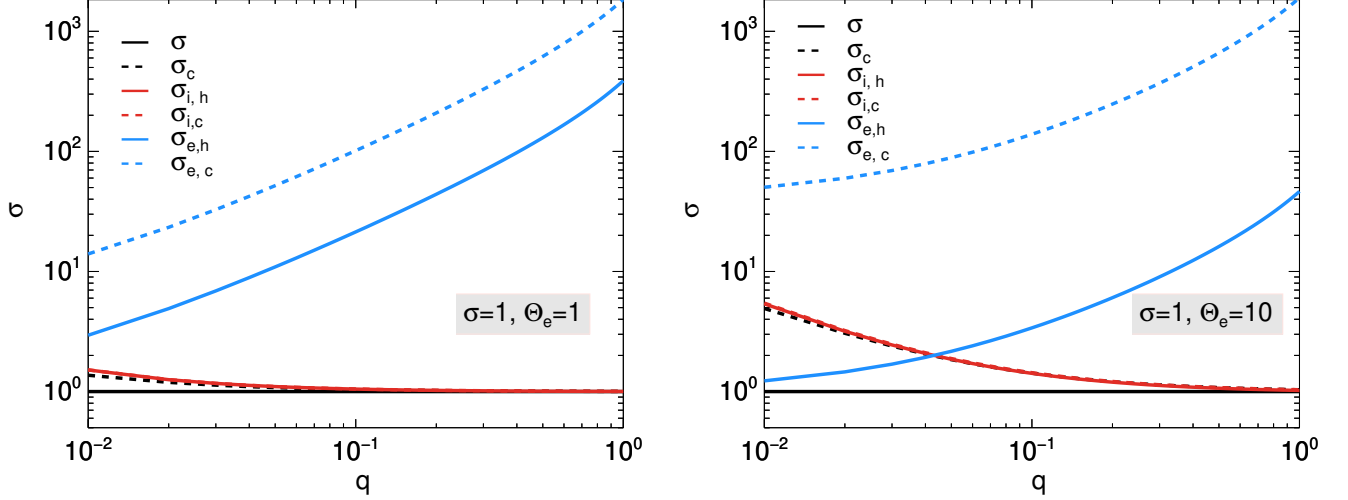 10³
10²
10¹
10⁰
σ
σ
σc
σi, h
σi,c
σe,h
σe, c
σ=1, Θe=1
10⁻²
10⁻¹
10⁰
q
10³
10²
10¹
10⁰
σ
σ
σc
σi, h
σi,c
σe,h
σe, c
σ=1, Θe=10
10⁻²
10⁻¹
10⁰
q